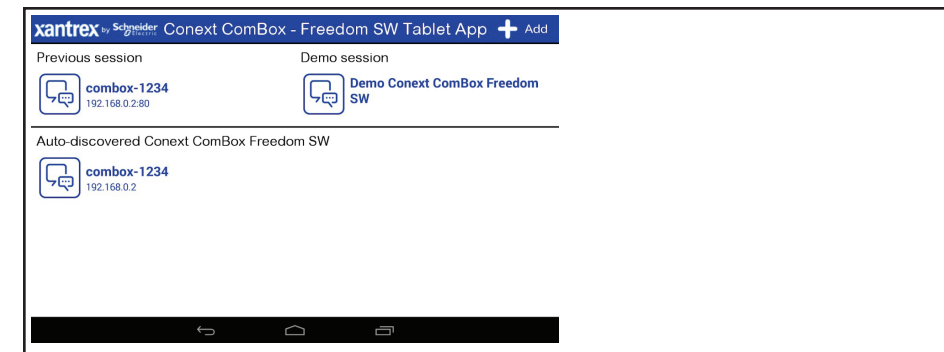 xantrex by Schneider Electric Conext ComBox - Freedom SW Tablet App + Add
Previous session
combox-1234
192.168.0.2:80
Demo session
Demo Conext ComBox Freedom
SW
Auto-discovered Conext ComBox Freedom SW
combox-1234
192.168.0.2